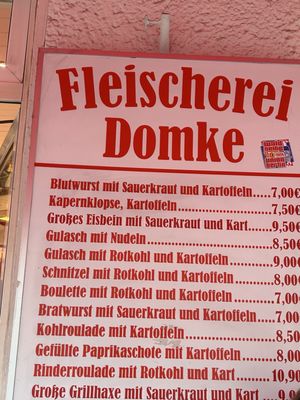 Fleischerei
Domke
Blutwurst mit Sauerkraut und Kartoffeln....7,00€
Kapernklopse, Kartoffeln...7,50€
Großes Eisbein mit Sauerkraut und Kart.....9,50€
Gulasch mit Nudeln...8,50€
Gulasch mit Rotkohl und Kartoffeln...9,00€
Schnitzel mit Rotkohl und Kartoffeln...8,00€
Boulette mit Rotkohl und Kartoffeln...7,00
Bratwurst mit Sauerkraut und Kartoffeln...7,00
Kohlroulade mit Kartoffeln...8,50
Gefüllte Paprikaschote mit Kartoffeln...8,00
Rinderroulade mit Rotkohl und Kart...10,90
Große Grillhaxe mit Sauerkraut und Kart...9,0